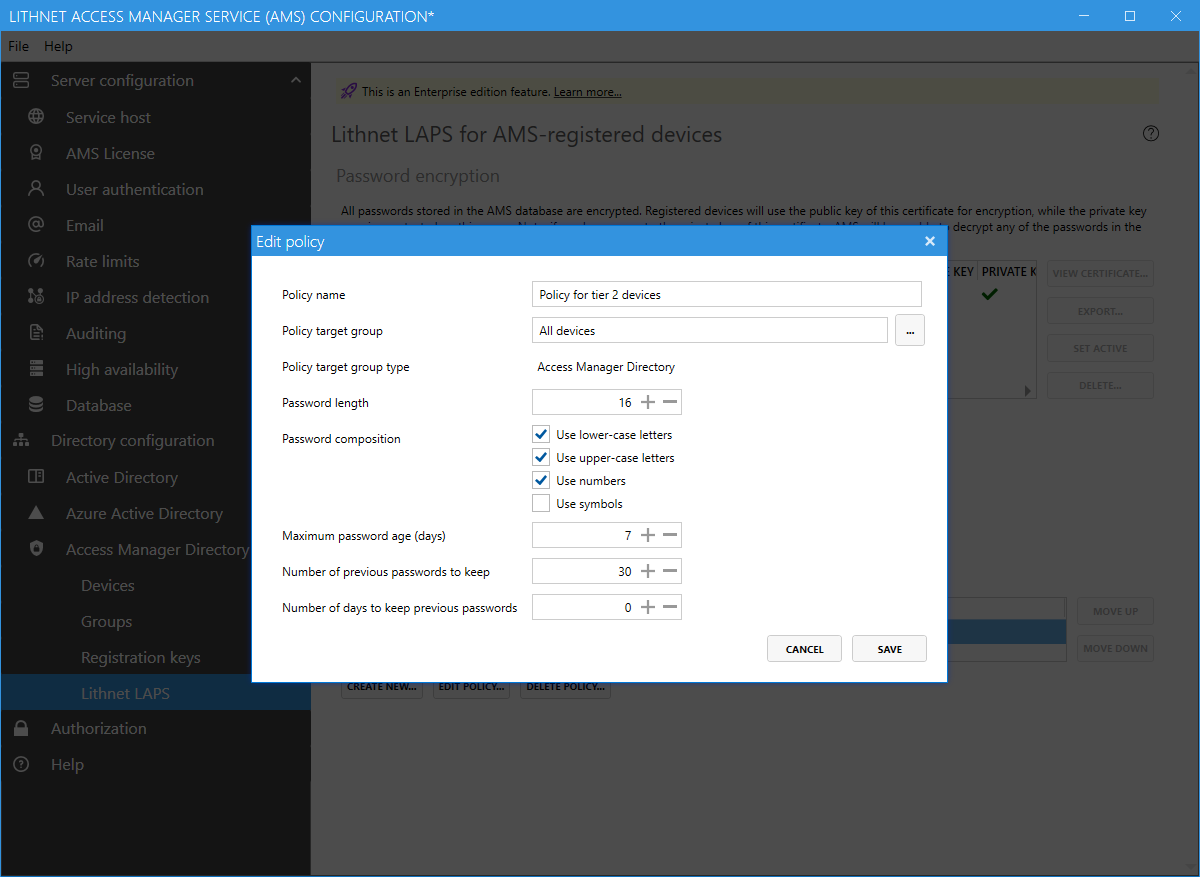 LITHNET ACCESS MANAGER SERVICE (AMS) CONFIGURATION*
File Help
Server configuration
Service host
AMS License
User authentication
Email
Rate limits
IP address detection
Auditing
High availability
Database
Directory configuration
Active Directory
Azure Active Directory
Access Manager Directory
Devices
Groups
Registration keys
Lithnet LAPS
Authorization
Help
This is an Enterprise edition feature. Learn more...
Lithnet LAPS for AMS-registered devices
Password encryption
All passwords stored in the AMS database are encrypted. Registered devices will use the public key of this certificate for encryption, while the private key
decrypt any of the passwords in the
KEY PRIVATE K
VIEW CERTIFICATE...
EXPORT...
SET ACTIVE
DELETE...
Edit policy
Policy name Policy for tier 2 devices
Policy target group All devices ...
Policy target group type Access Manager Directory
Password length 16
Password composition
Use lower-case letters
Use upper-case letters
Use numbers
Use symbols
Maximum password age (days) 7
Number of previous passwords to keep 30
Number of days to keep previous passwords 0
CANCEL SAVE
MOVE UP
MOVE DOWN
CREATE NEW... EDIT POLICY... DELETE POLICY...